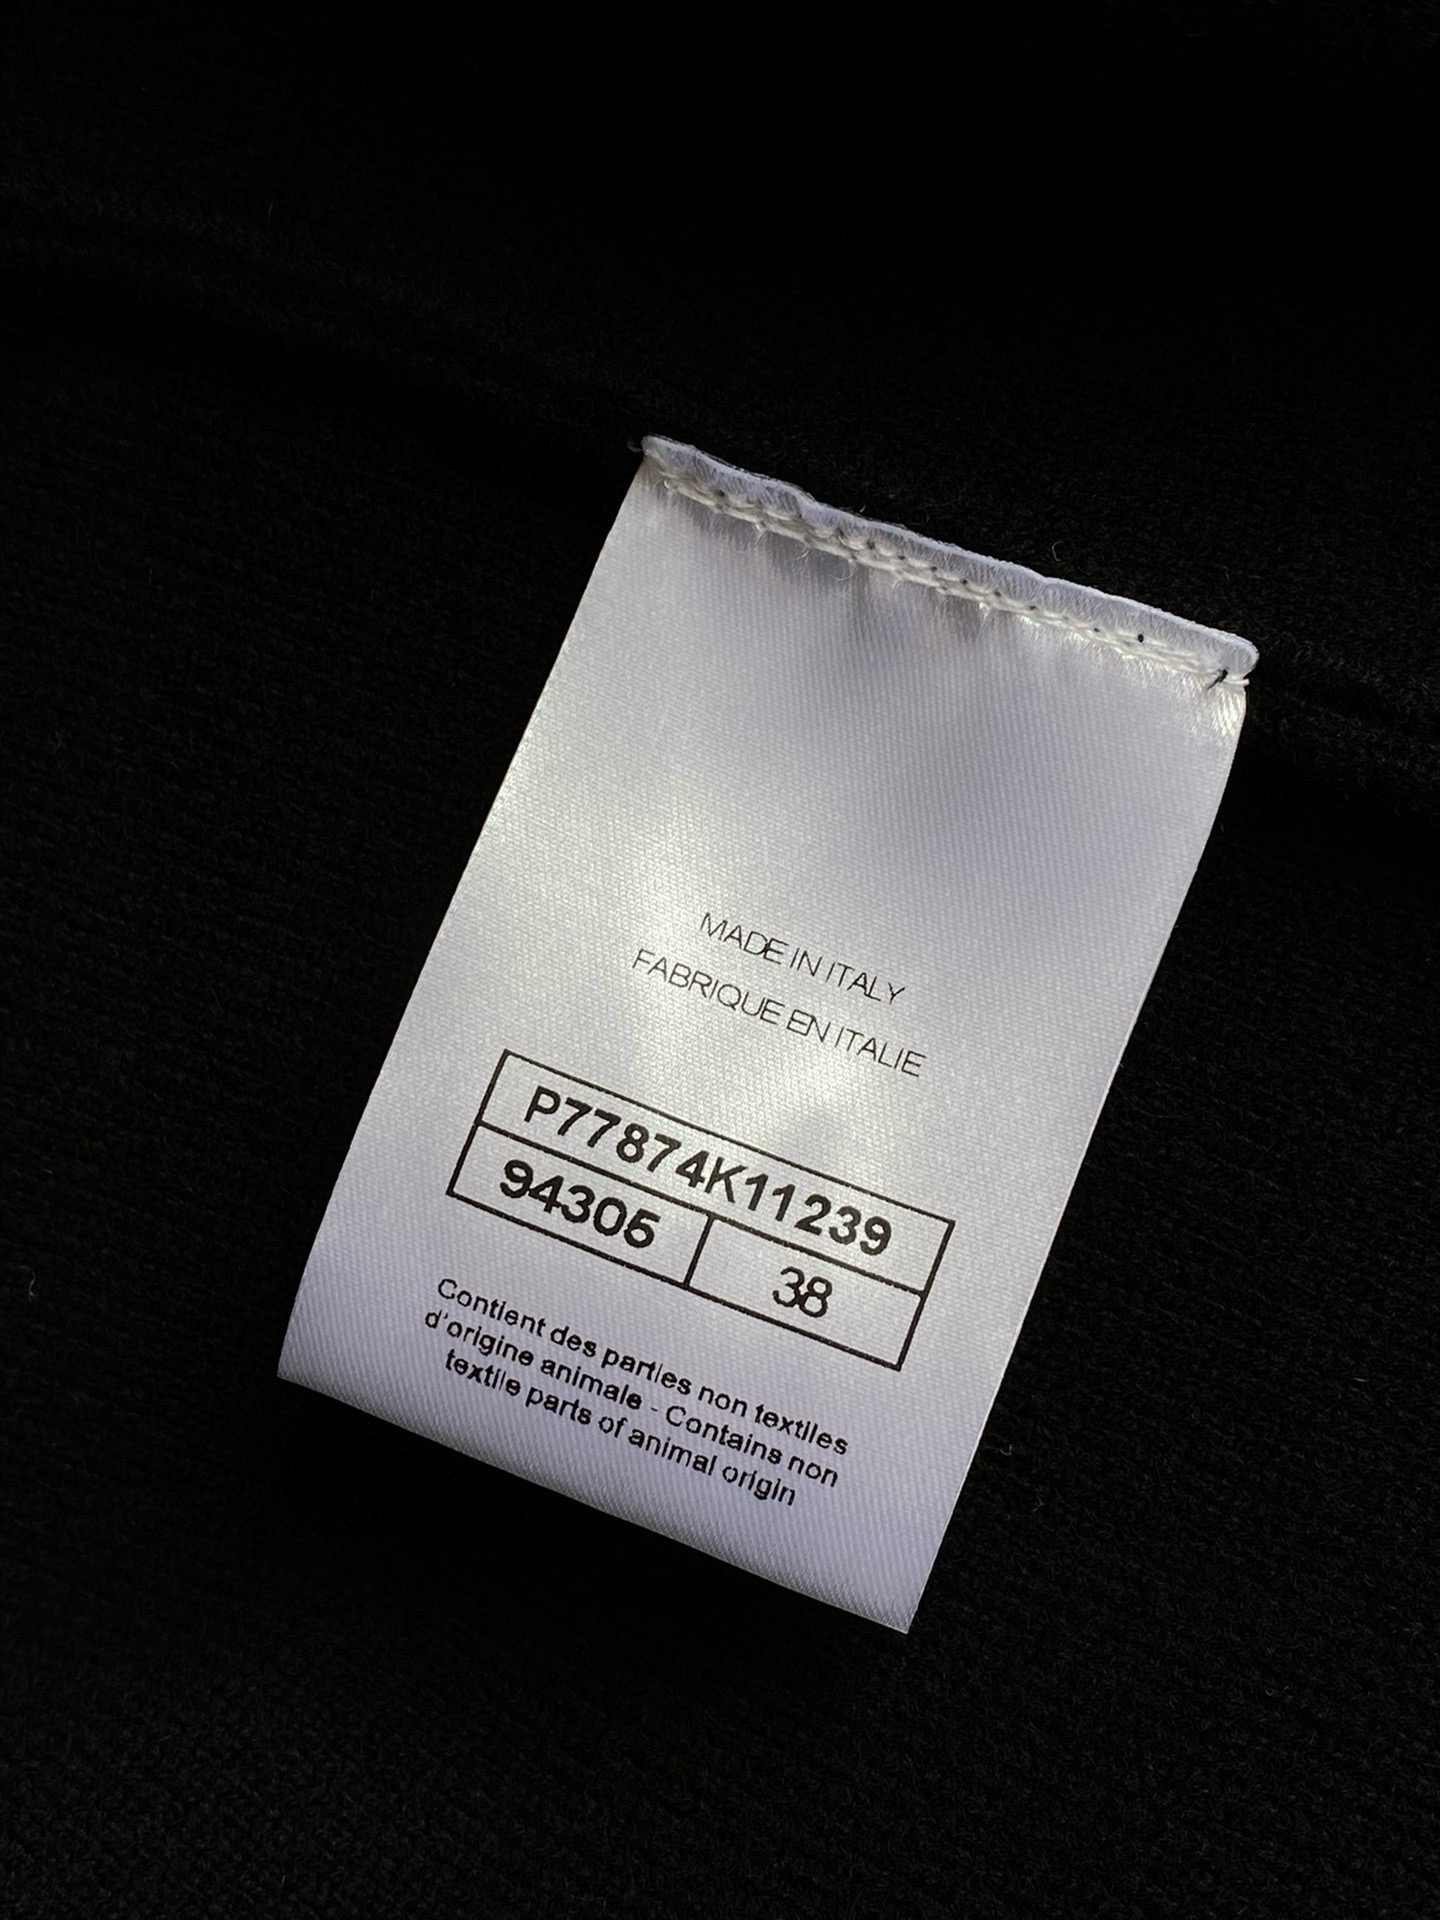 MADE IN ITALY
FABRIQUE EN ITALIE
P77874K11239
94305 38
Contient des parties non textiles
d'origine animale - Contains non
textile parts of animal origin